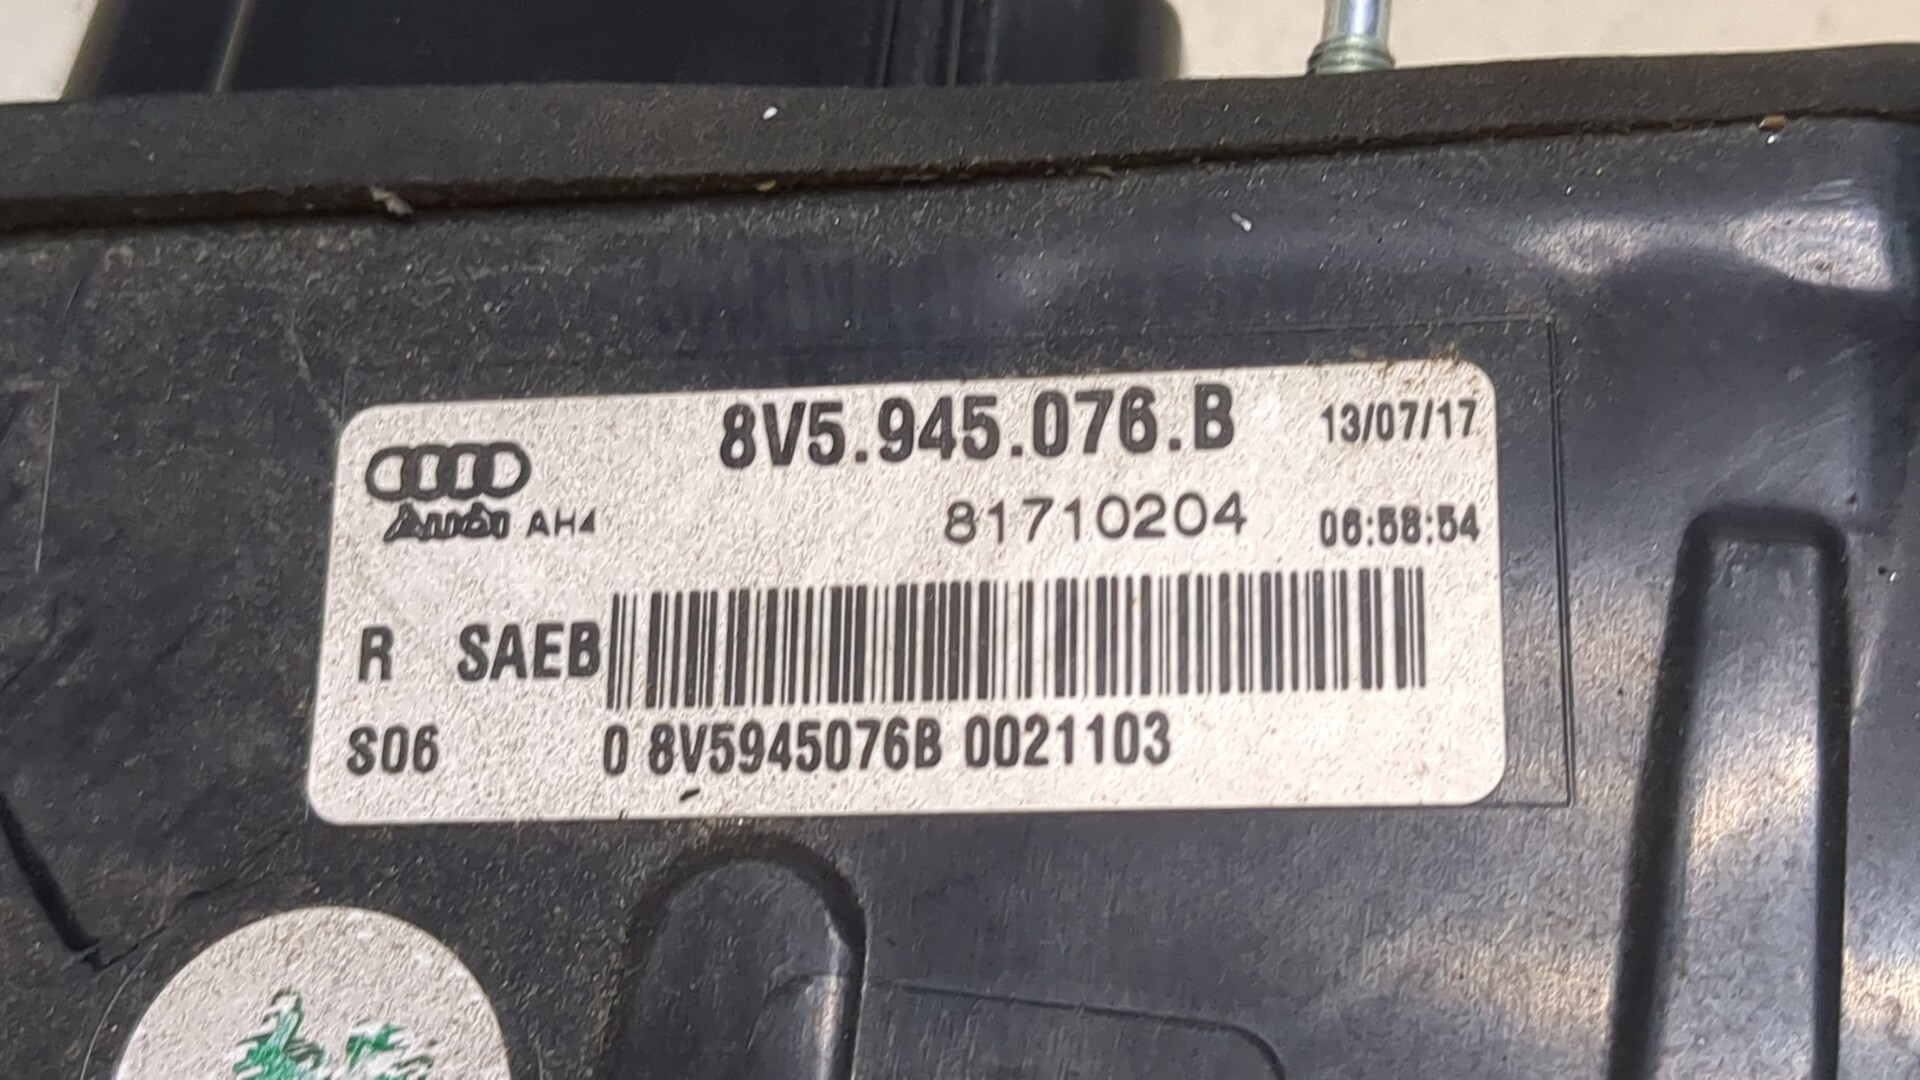 8V5.945.076.B 13/07/17
Audi AH4 81710204 06:58:54
R SAEB
S06 0 8V5945076B 0021103